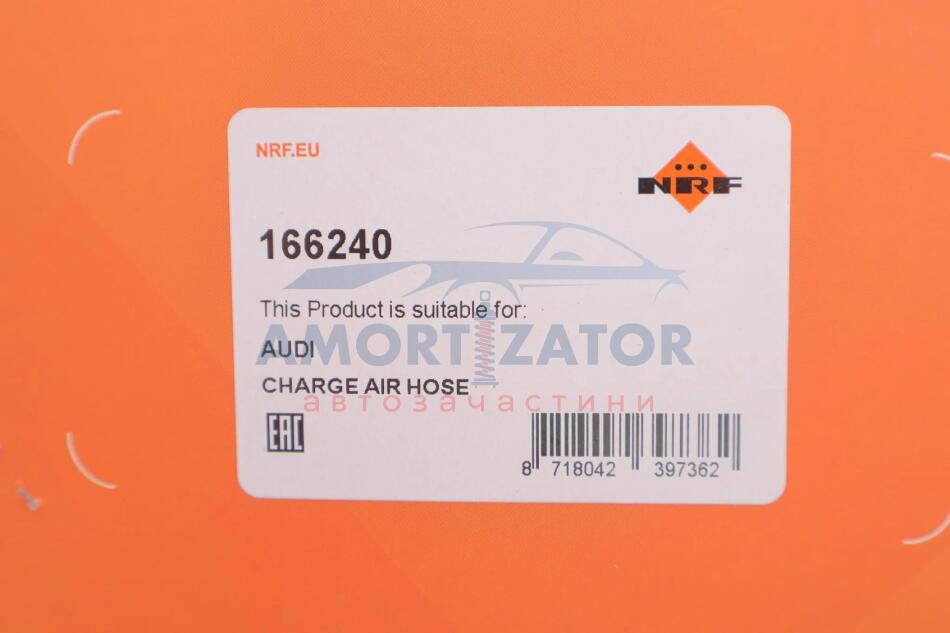 NRF.EU
NRF
166240
This Product is suitable for:
AMORTIZATOR
AUDI
CHARGE AIR HOSE
автозачастини
EAC
8 718042 397362